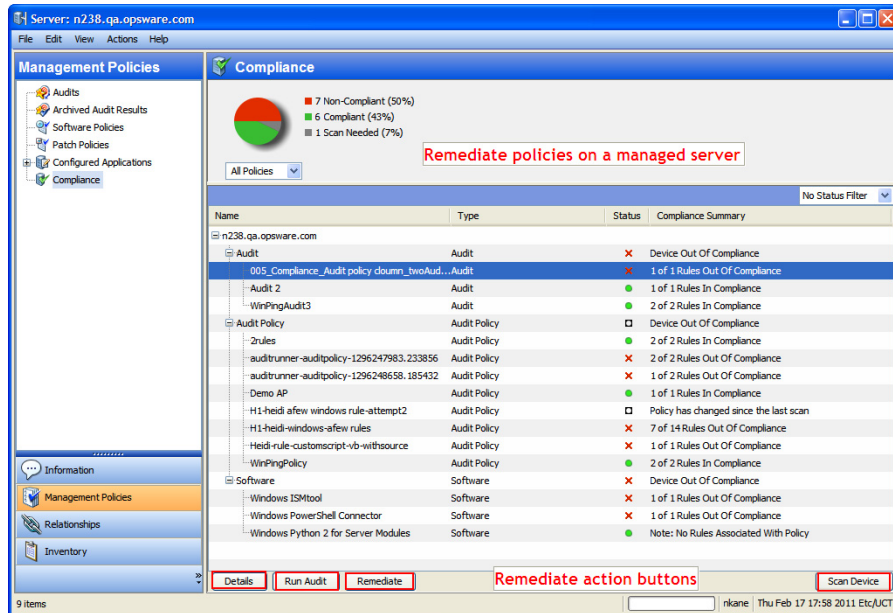 Server: n238.qa.opsware.com
File Edit View Actions Help
Management Policies
Audits
Archived Audit Results
Software Policies
Patch Policies
Configured Applications
Compliance
Information
Management Policies
Relationships
Inventory
Compliance
7 Non-Compliant (50%)
6 Compliant (43%)
1 Scan Needed (7%)
Remediate policies on a managed server
All Policies
No Status Filter
Name Type Status Compliance Summary
n238.qa.opsware.com
Audit Audit Device Out Of Compliance
005_Compliance_Audit policy cloumn_twoAud... Audit 1 of 1 Rules Out Of Compliance
Audit 2 Audit 1 of 1 Rules In Compliance
WinPingAudit3 Audit 2 of 2 Rules In Compliance
Audit Policy Audit Policy Device Out Of Compliance
2rules Audit Policy 2 of 2 Rules In Compliance
auditrunner-auditpolicy-1296247983.233856 Audit Policy 2 of 2 Rules Out Of Compliance
auditrunner-auditpolicy-1296248658.185432 Audit Policy 1 of 2 Rules Out Of Compliance
Demo AP Audit Policy 1 of 1 Rules In Compliance
H1-heidi afew windows rule-attempt2 Audit Policy Policy has changed since the last scan
H1-heidi-windows-afew rules Audit Policy 7 of 14 Rules Out Of Compliance
Heidi-rule-customscript-vb-withsource Audit Policy 1 of 1 Rules Out Of Compliance
WinPingPolicy Audit Policy 2 of 2 Rules In Compliance
Software Software Device Out Of Compliance
Windows ISMtool Software 1 of 1 Rules Out Of Compliance
Windows PowerShell Connector Software 1 of 1 Rules Out Of Compliance
Windows Python 2 for Server Modules Software Note: No Rules Associated With Policy
Details Run Audit Remediate Remediate action buttons Scan Device
9 items nkane Thu Feb 17 17:58 2011 Etc/UCT